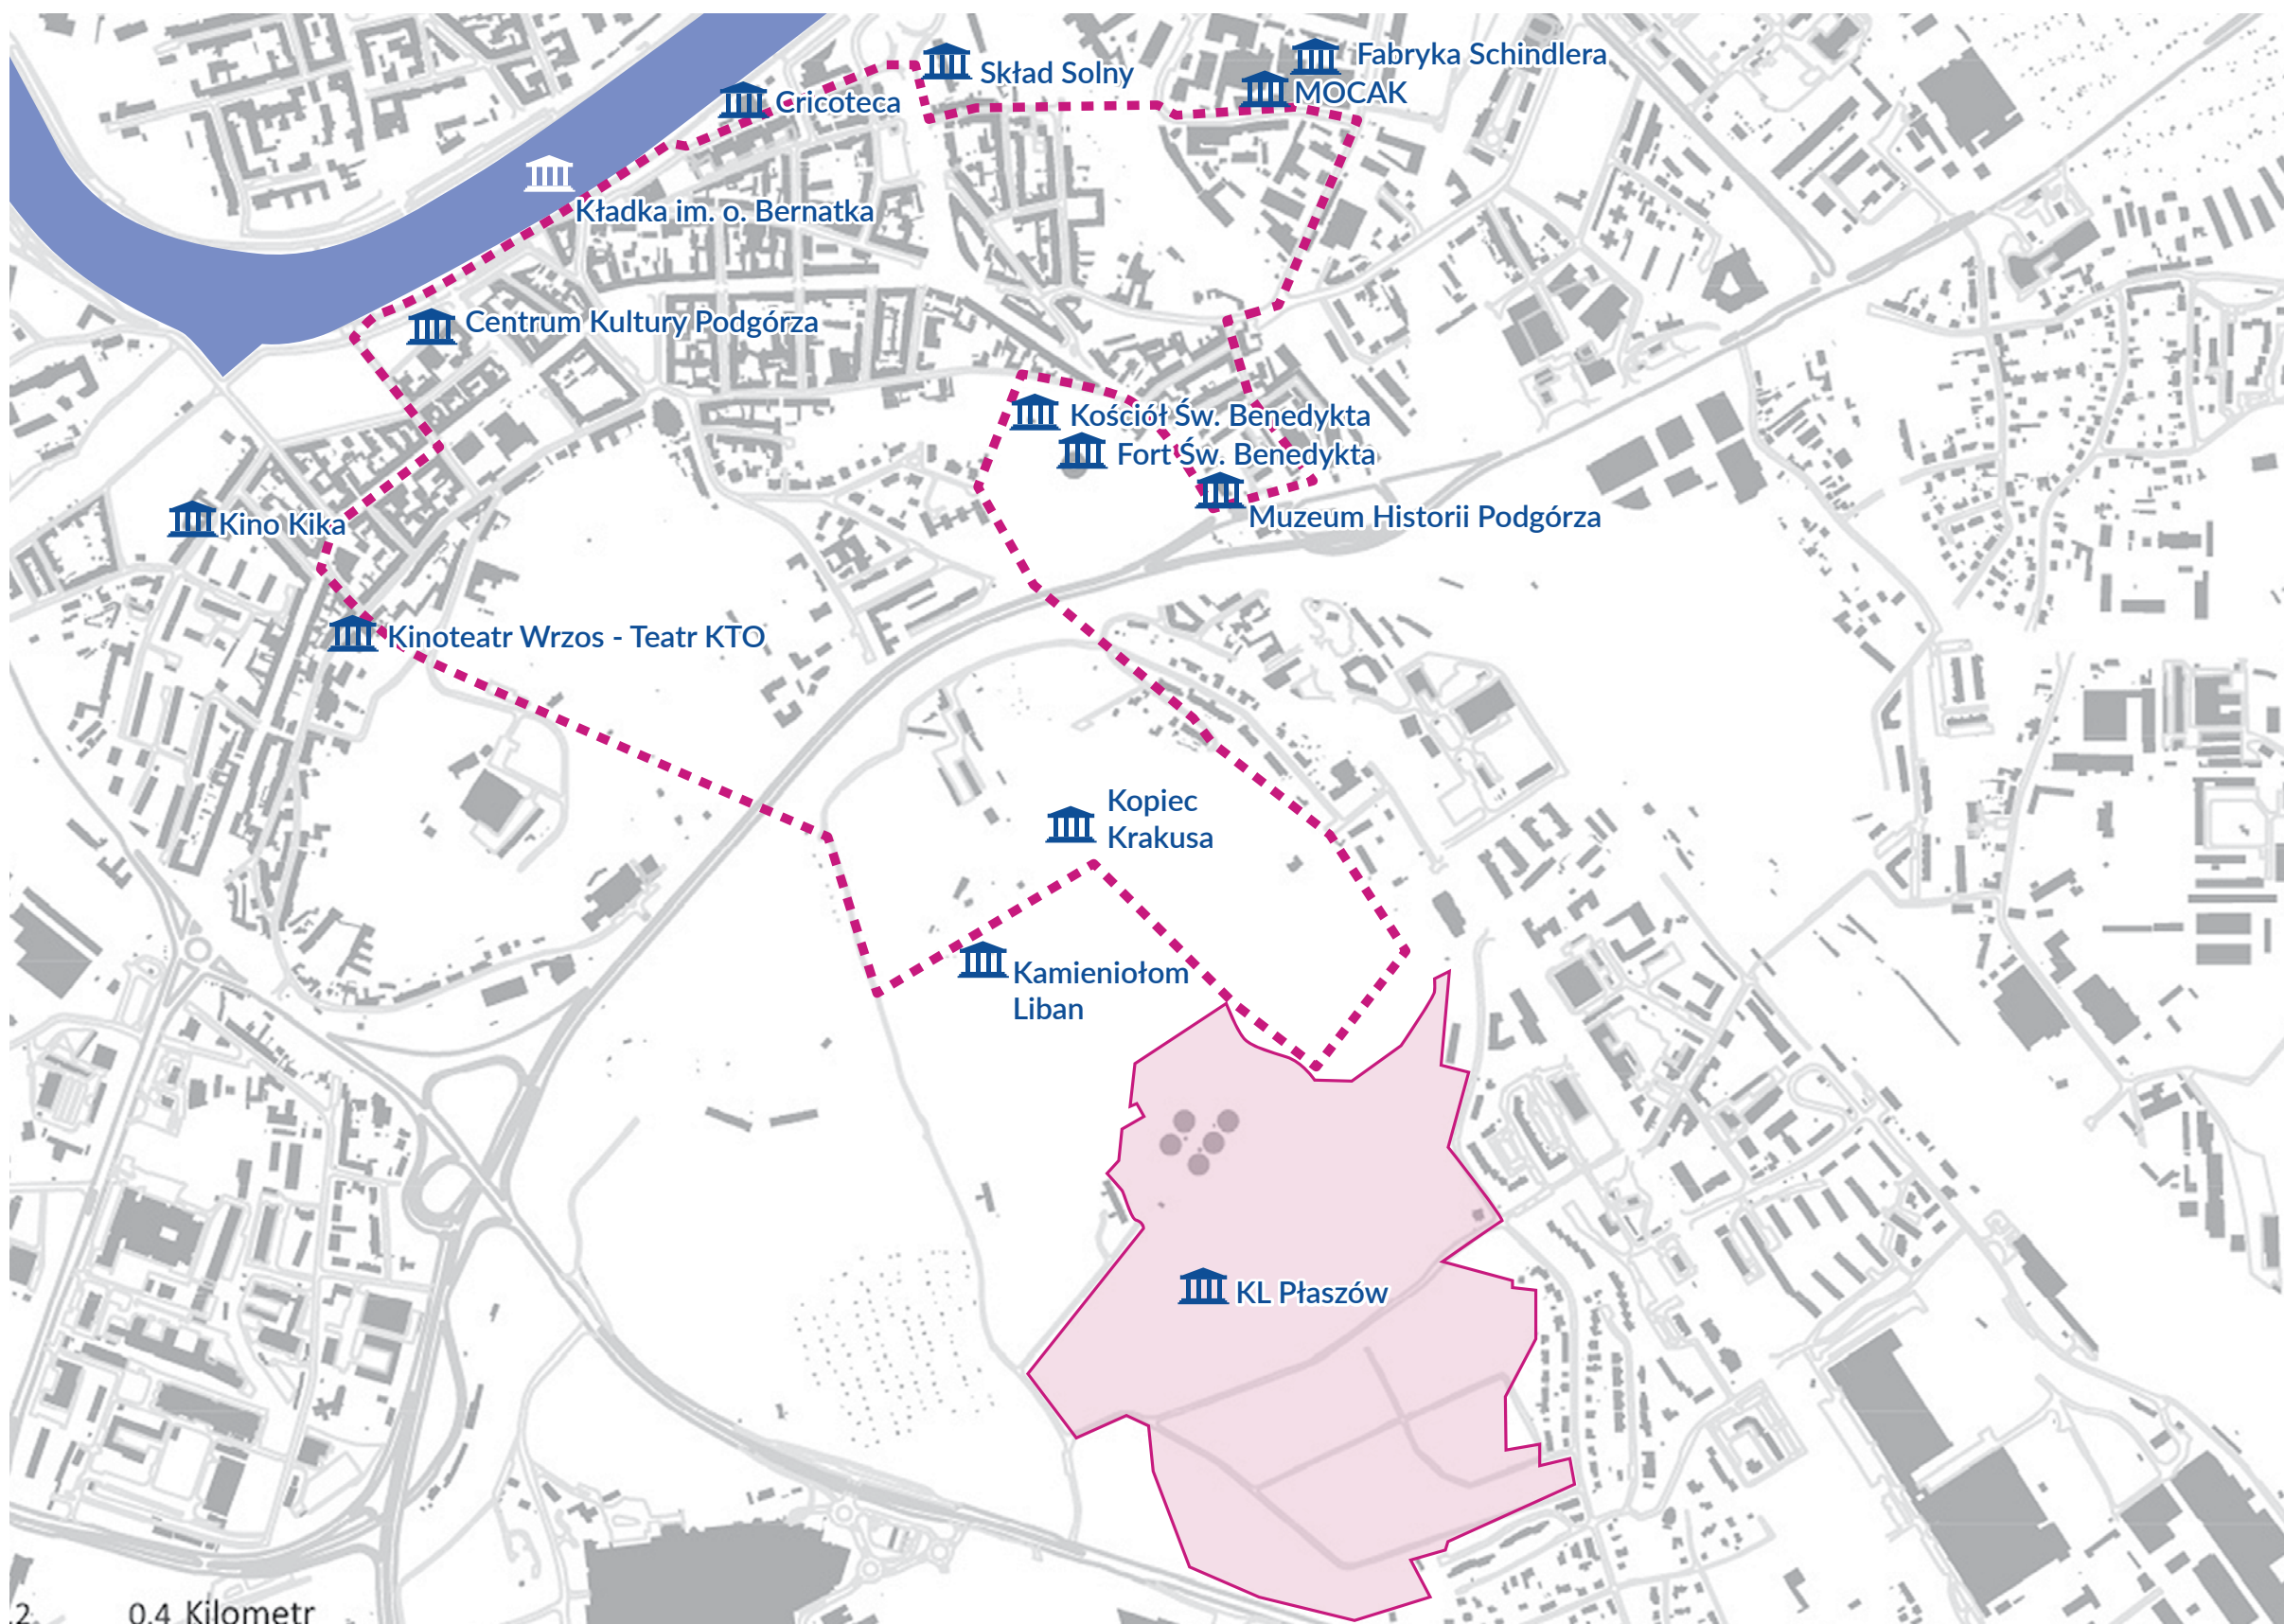 Fabryka Schindlera
Skład Solny
MOCAK
Cricoteca
Kładka im. o. Bernatka
Centrum Kultury Podgórza
Kościół Św. Benedykta
Fort Św. Benedykta
Muzeum Historii Podgórza
Kino Kika
Kinoteatr Wrzos - Teatr KTO
Kopiec
Krakusa
Kamieniołom
Liban
KL Płaszów
.2 0.4 Kilometr